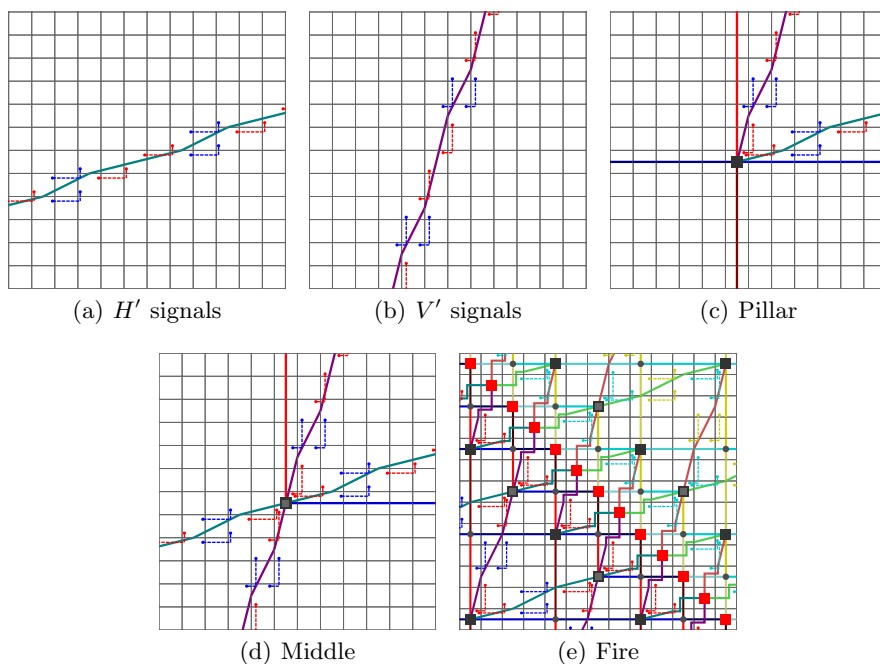 (a) H′ signals
(b) V′ signals
(c) Pillar
(d) Middle
(e) Fire